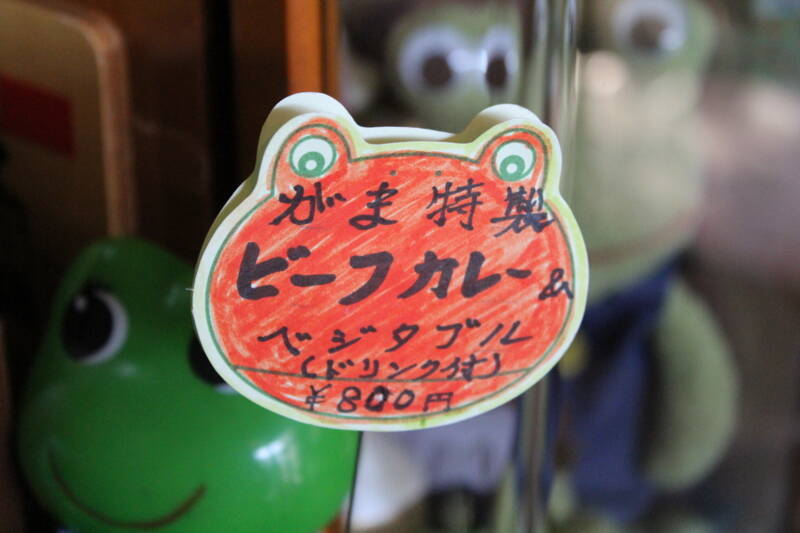 がま特製
ビーフカレー&
ベジタブル
(ドリンク付)
¥800円